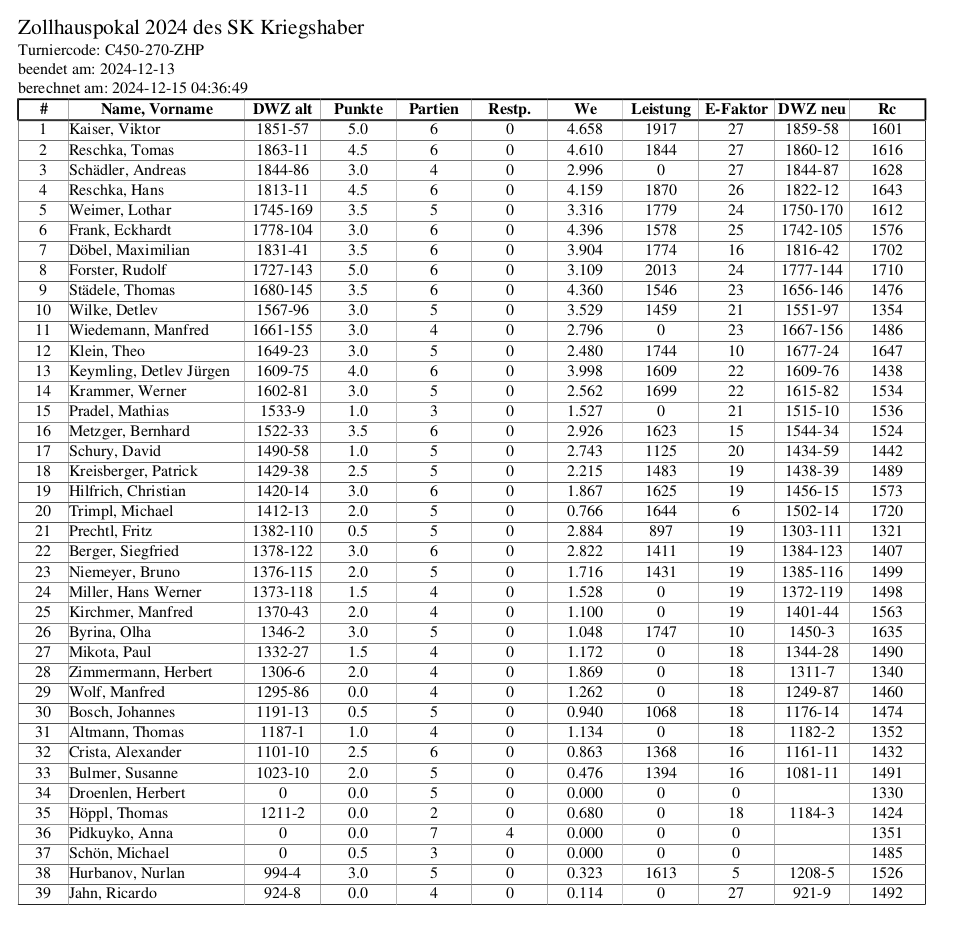 Zollhauspokal 2024 des SK Kriegshaber
Turniercode: C450-270-ZHP
beendet am: 2024-12-13
berechnet am: 2024-12-15 04:36:49
# Name, Vorname DWZ alt Punkte Partien Restp. We Leistung E-Faktor DWZ neu Rc
1 Kaiser, Viktor 1851-57 5.0 6 0 4.658 1917 27 1859-58 1601
2 Reschka, Tomas 1863-11 4.5 6 0 4.610 1844 27 1860-12 1616
3 Schädler, Andreas 1844-86 3.0 4 0 2.996 0 27 1844-87 1628
4 Reschka, Hans 1813-11 4.5 6 0 4.159 1870 26 1822-12 1643
5 Weimer, Lothar 1745-169 3.5 5 0 3.316 1779 24 1750-170 1612
6 Frank, Eckhardt 1778-104 3.0 6 0 4.396 1578 25 1742-105 1576
7 Döbel, Maximilian 1831-41 3.5 6 0 3.904 1774 16 1816-42 1702
8 Forster, Rudolf 1727-143 5.0 6 0 3.109 2013 24 1777-144 1710
9 Städele, Thomas 1680-145 3.5 6 0 4.360 1546 23 1656-146 1476
10 Wilke, Detlev 1567-96 3.0 5 0 3.529 1459 21 1551-97 1354
11 Wiedemann, Manfred 1661-155 3.0 4 0 2.796 0 23 1667-156 1486
12 Klein, Theo 1649-23 3.0 5 0 2.480 1744 10 1677-24 1647
13 Keymling, Detlev Jürgen 1609-75 4.0 6 0 3.998 1609 22 1609-76 1438
14 Krammer, Werner 1602-81 3.0 5 0 2.562 1699 22 1615-82 1534
15 Pradel, Mathias 1533-9 1.0 3 0 1.527 0 21 1515-10 1536
16 Metzger, Bernhard 1522-33 3.5 6 0 2.926 1623 15 1544-34 1524
17 Schury, David 1490-58 1.0 5 0 2.743 1125 20 1434-59 1442
18 Kreisberger, Patrick 1429-38 2.5 5 0 2.215 1483 19 1438-39 1489
19 Hilfrich, Christian 1420-14 3.0 6 0 1.867 1625 19 1456-15 1573
20 Trimpl, Michael 1412-13 2.0 5 0 0.766 1644 6 1502-14 1720
21 Prechtl, Fritz 1382-110 0.5 5 0 2.884 897 19 1303-111 1321
22 Berger, Siegfried 1378-122 3.0 6 0 2.822 1411 19 1384-123 1407
23 Niemeyer, Bruno 1376-115 2.0 5 0 1.716 1431 19 1385-116 1499
24 Miller, Hans Werner 1373-118 1.5 4 0 1.528 0 19 1372-119 1498
25 Kirchmer, Manfred 1370-43 2.0 4 0 1.100 0 19 1401-44 1563
26 Byrina, Olha 1346-2 3.0 5 0 1.048 1747 10 1450-3 1635
27 Mikota, Paul 1332-27 1.5 4 0 1.172 0 18 1344-28 1490
28 Zimmermann, Herbert 1306-6 2.0 4 0 1.869 0 18 1311-7 1340
29 Wolf, Manfred 1295-86 0.0 4 0 1.262 0 18 1249-87 1460
30 Bosch, Johannes 1191-13 0.5 5 0 0.940 1068 18 1176-14 1474
31 Altmann, Thomas 1187-1 1.0 4 0 1.134 0 18 1182-2 1352
32 Crista, Alexander 1101-10 2.5 6 0 0.863 1368 16 1161-11 1432
33 Bulmer, Susanne 1023-10 2.0 5 0 0.476 1394 16 1081-11 1491
34 Droenlen, Herbert 0 0.0 5 0 0.000 0 0 1330
35 Höppl, Thomas 1211-2 0.0 2 0 0.680 0 18 1184-3 1424
36 Pidkuyko, Anna 0 0.0 7 4 0.000 0 0 1351
37 Schön, Michael 0 0.5 3 0 0.000 0 0 1485
38 Hurbanov, Nurlan 994-4 3.0 5 0 0.323 1613 5 1208-5 1526
39 Jahn, Ricardo 924-8 0.0 4 0 0.114 0 27 921-9 1492